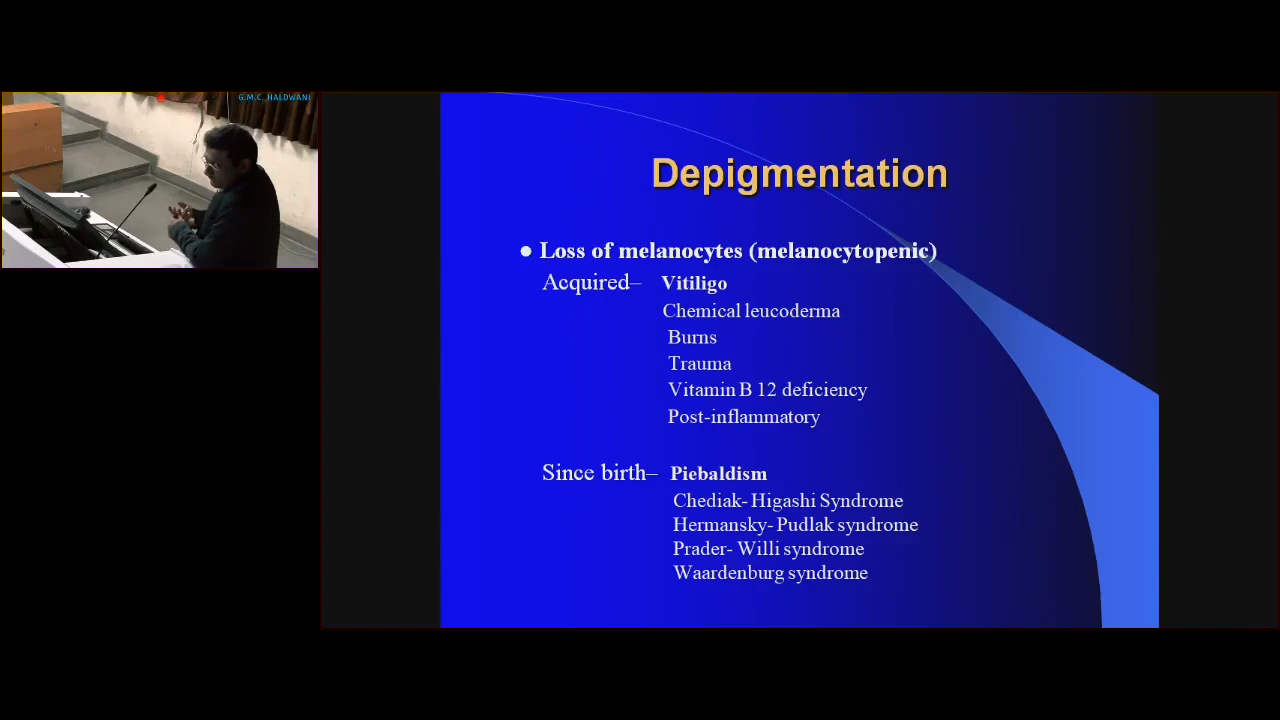 G.M.C. HALDWANI
Depigmentation
● Loss of melanocytes (melanocytopenic)
Acquired– Vitiligo
Chemical leucoderma
Burns
Trauma
Vitamin B 12 deficiency
Post-inflammatory
Since birth– Piebaldism
Chediak- Higashi Syndrome
Hermansky- Pudlak syndrome
Prader- Willi syndrome
Waardenburg syndrome